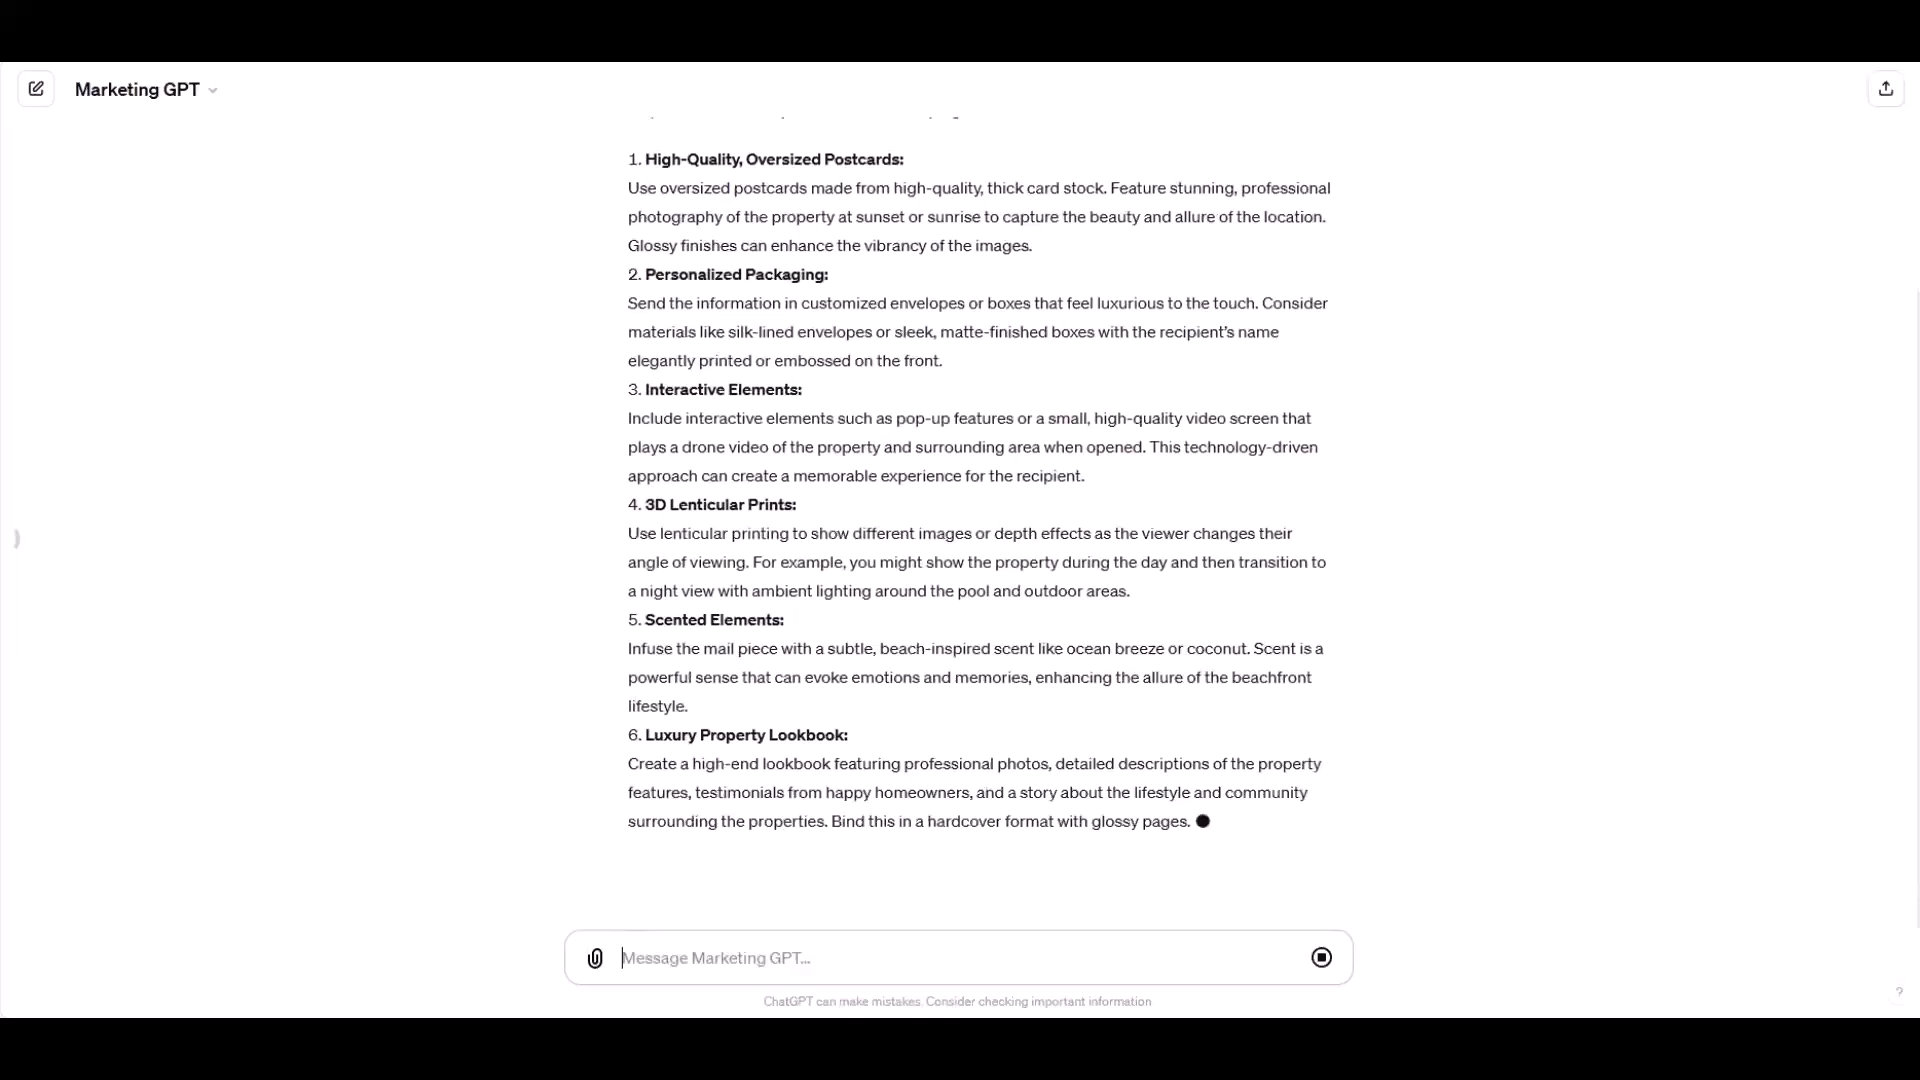 Marketing GPT
1. High-Quality, Oversized Postcards:
Use oversized postcards made from high-quality, thick card stock. Feature stunning, professional
photography of the property at sunset or sunrise to capture the beauty and allure of the location.
Glossy finishes can enhance the vibrancy of the images.
2. Personalized Packaging:
Send the information in customized envelopes or boxes that feel luxurious to the touch. Consider
materials like silk-lined envelopes or sleek, matte-finished boxes with the recipient’s name
elegantly printed or embossed on the front.
3. Interactive Elements:
Include interactive elements such as pop-up features or a small, high-quality video screen that
plays a drone video of the property and surrounding area when opened. This technology-driven
approach can create a memorable experience for the recipient.
4. 3D Lenticular Prints:
Use lenticular printing to show different images or depth effects as the viewer changes their
angle of viewing. For example, you might show the property during the day and then transition to
a night view with ambient lighting around the pool and outdoor areas.
5. Scented Elements:
Infuse the mail piece with a subtle, beach-inspired scent like ocean breeze or coconut. Scent is a
powerful sense that can evoke emotions and memories, enhancing the allure of the beachfront
lifestyle.
6. Luxury Property Lookbook:
Create a high-end lookbook featuring professional photos, detailed descriptions of the property
features, testimonials from happy homeowners, and a story about the lifestyle and community
surrounding the properties. Bind this in a hardcover format with glossy pages.
Message Marketing GPT...
ChatGPT can make mistakes. Consider checking important information
?